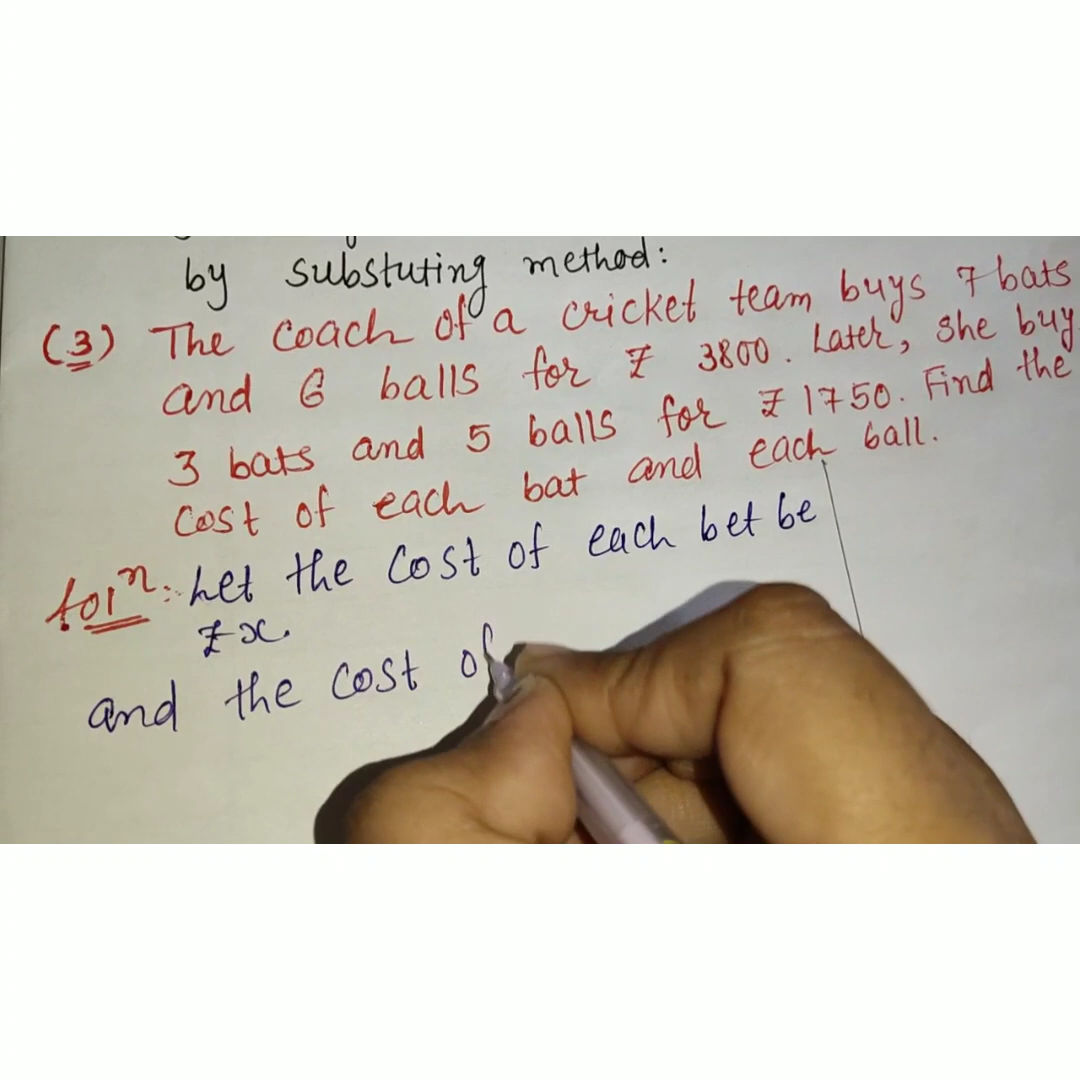 by substuting method:
(3) The coach of a cricket team buys 7 bats
and 6 balls for ₹ 3800. Later, she buy
3 bats and 5 balls for ₹ 1750. Find the
cost of each bat and each ball.
Solⁿ:- Let the cost of each bet be
₹ x.
and the cost of